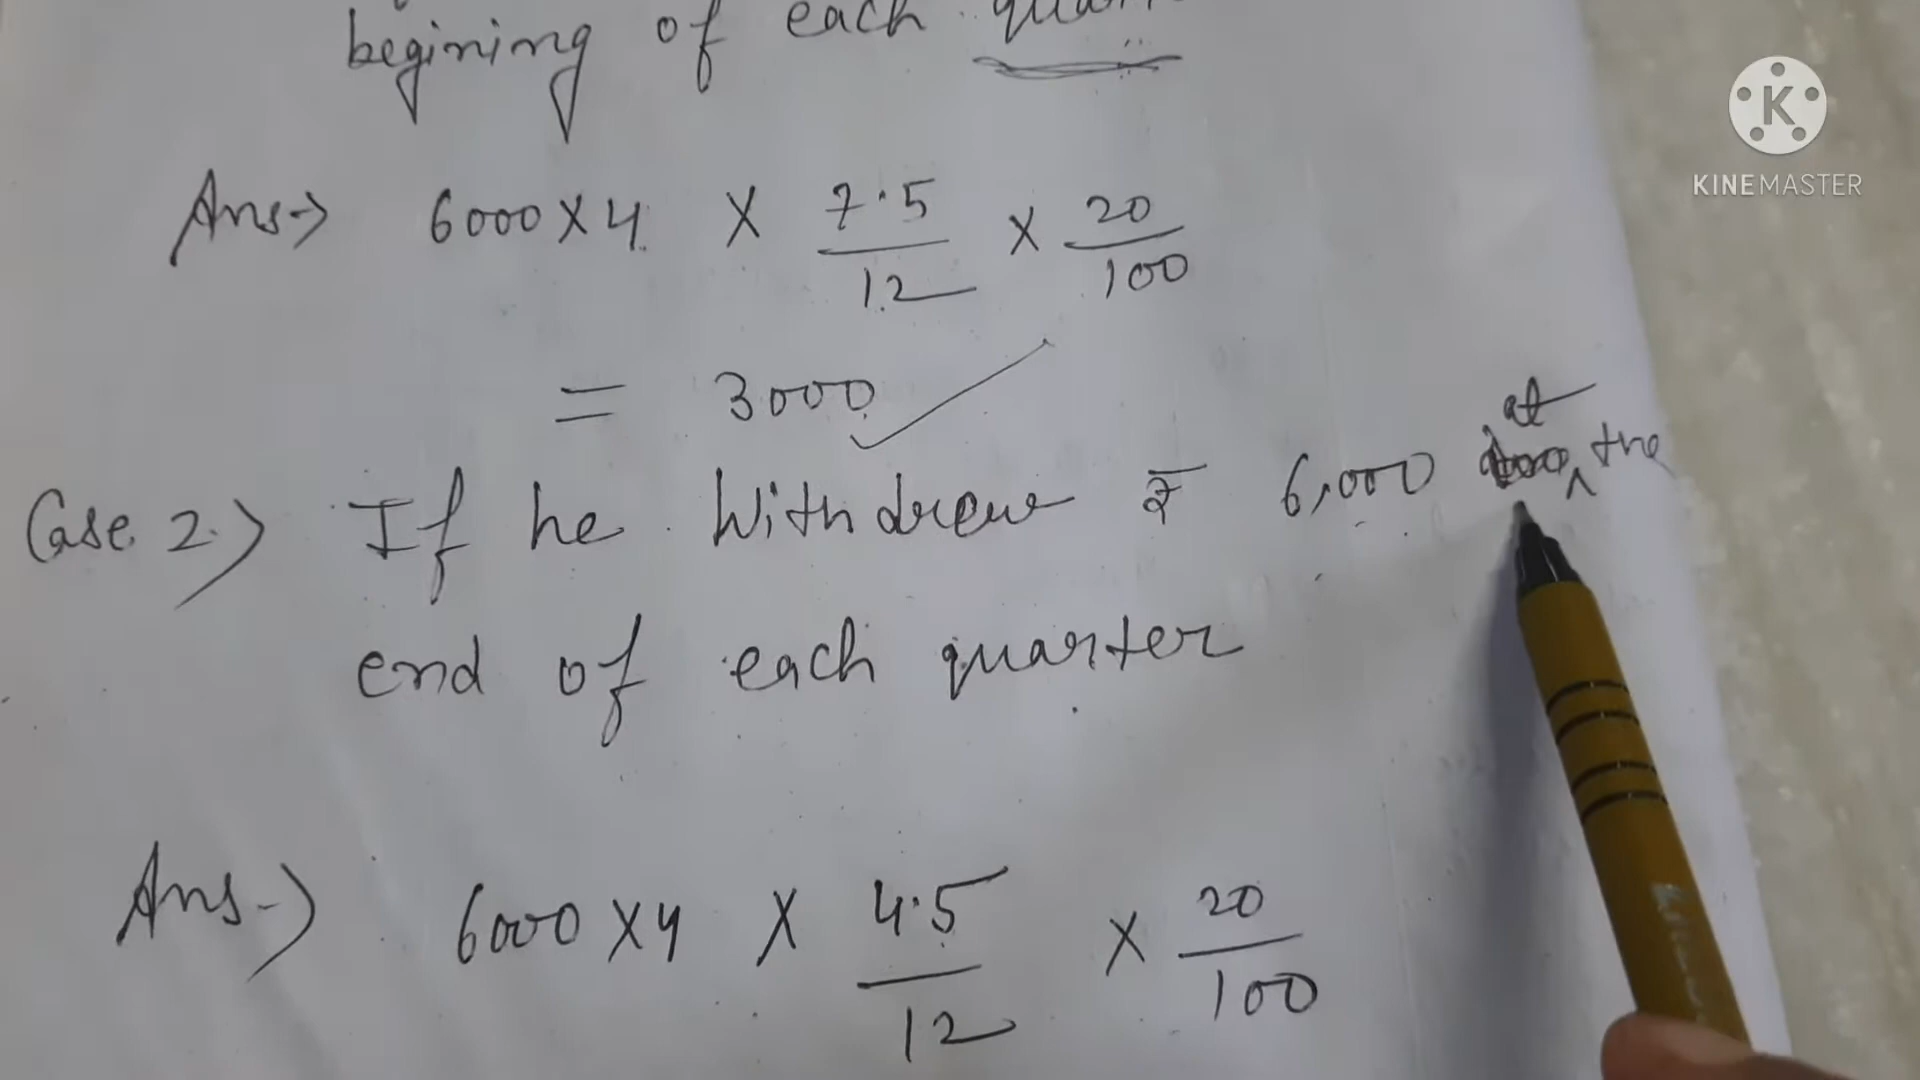 begining of each
Ans→ 6000 X 4 X 7.5/12 X 20/100
= 3000
Case 2.) If he Withdrew ₹ 6,000 at the
end of each quarter
Ans→ 6000 X 4 X 4.5/12 X 20/100
KINEMASTER